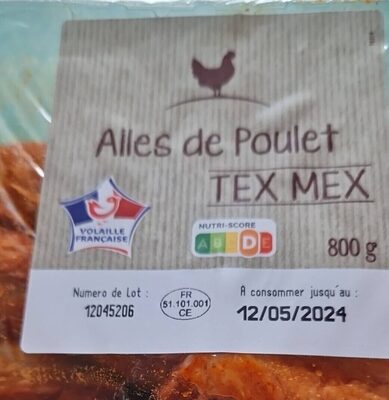 Ailes de Poulet
TEX MEX
VOLAILLE
FRANÇAISE
NUTRI-SCORE
A B C D E
800 g
Numero de Lot :
12045206
FR
51.101.001
CE
A consommer jusqu'au :
12/05/2024